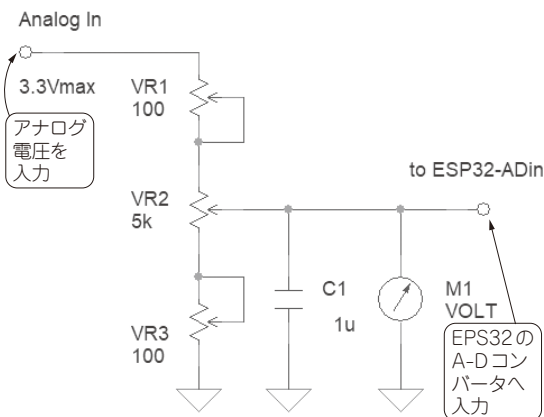 Analog In
3.3Vmax
アナログ
電圧を
入力
VR1
100
VR2
5k
VR3
100
to ESP32-ADin
C1
1u
M1
VOLT
EPS32の
A-Dコン
バータへ
入力